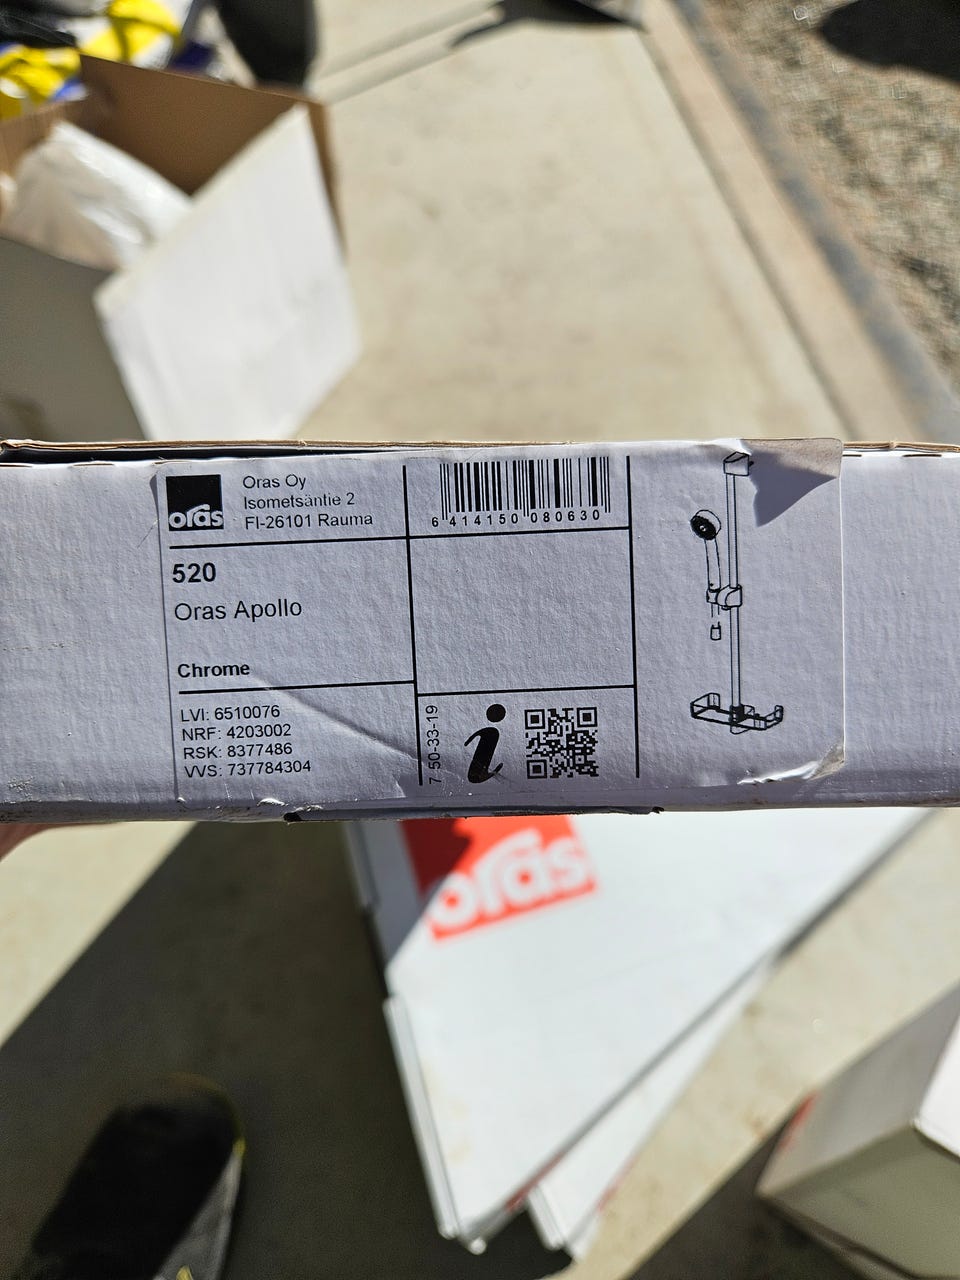 oras
Oras Oy
Isometsäntie 2
FI-26101 Rauma
6 414150 080630
520
Oras Apollo
Chrome
LVI: 6510076
NRF: 4203002
RSK: 8377486
VVS: 737784304
7 50-33-19
i
oras